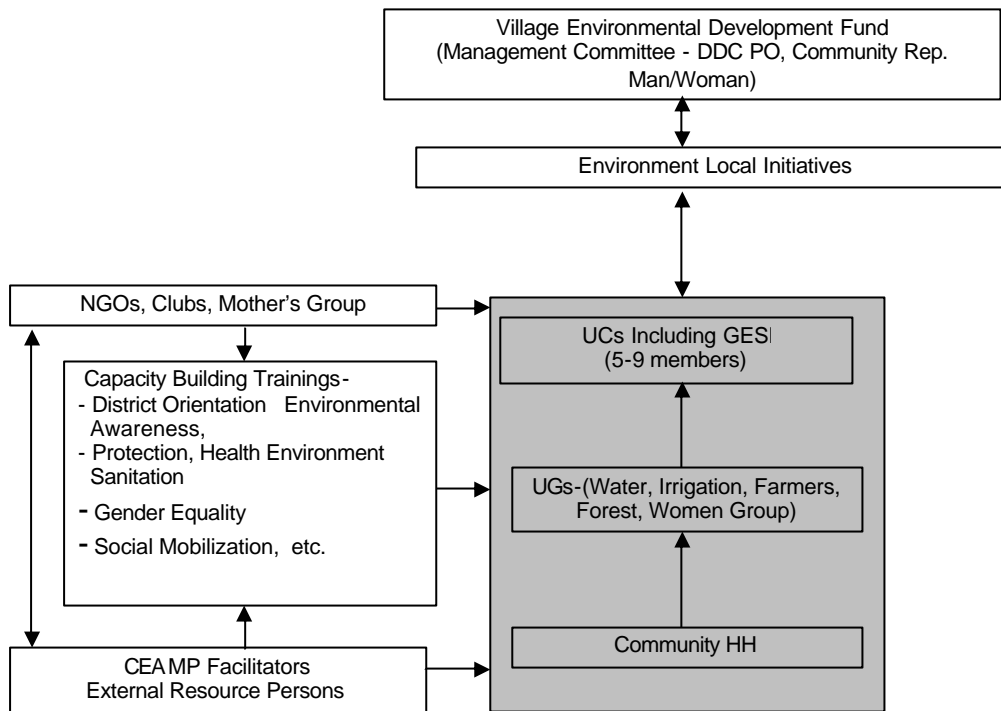 Village Environmental Development Fund
(Management Committee - DDC PO, Community Rep.
Man/Woman)
Environment Local Initiatives
NGOs, Clubs, Mother's Group
UCs Including GESI
(5-9 members)
Capacity Building Trainings-
- District Orientation Environmental
Awareness,
- Protection, Health Environment
Sanitation
- Gender Equality
- Social Mobilization, etc.
UGs-(Water, Irrigation, Farmers,
Forest, Women Group)
Community HH
CEAMP Facilitators
External Resource Persons